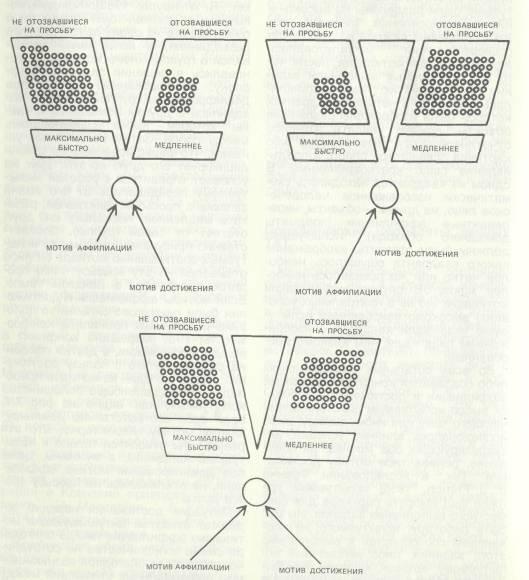 НЕ ОТОЗВАВШИЕСЯ
НА ПРОСЬБУ
ОТОЗВАВШИЕСЯ
НА ПРОСЬБУ
МАКСИМАЛЬНО
БЫСТРО
МЕДЛЕННЕЕ
МОТИВ АФФИЛИАЦИИ
МОТИВ ДОСТИЖЕНИЯ
НЕ ОТОЗВАВШИЕСЯ
НА ПРОСЬБУ
ОТОЗВАВШИЕСЯ
НА ПРОСЬБУ
МАКСИМАЛЬНО
БЫСТРО
МЕДЛЕННЕЕ
МОТИВ ДОСТИЖЕНИЯ
МОТИВ АФФИЛИАЦИИ
НЕ ОТОЗВАВШИЕСЯ
НА ПРОСЬБУ
ОТОЗВАВШИЕСЯ
НА ПРОСЬБУ
МАКСИМАЛЬНО
БЫСТРО
МЕДЛЕННЕЕ
МОТИВ АФФИЛИАЦИИ
МОТИВ ДОСТИЖЕНИЯ